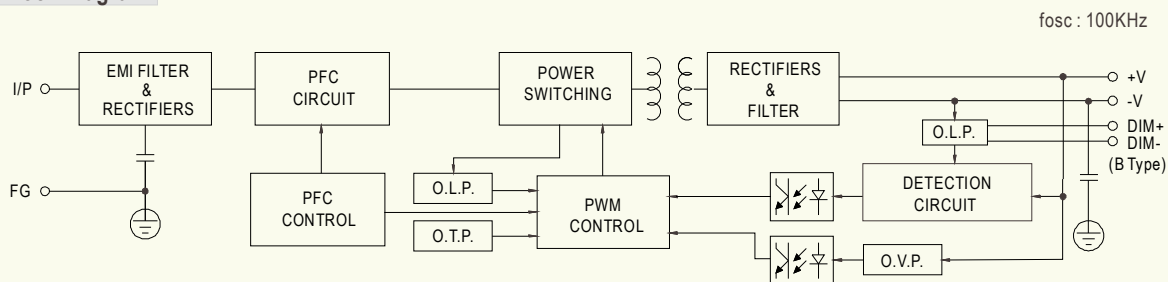 fosc : 100KHz
I/P
EMI FILTER
&
RECTIFIERS
PFC
CIRCUIT
POWER
SWITCHING
RECTIFIERS
&
FILTER
+V
-V
O.L.P.
DIM+
DIM-
(B Type)
FG
PFC
CONTROL
O.L.P.
O.T.P.
PWM
CONTROL
DETECTION
CIRCUIT
O.V.P.